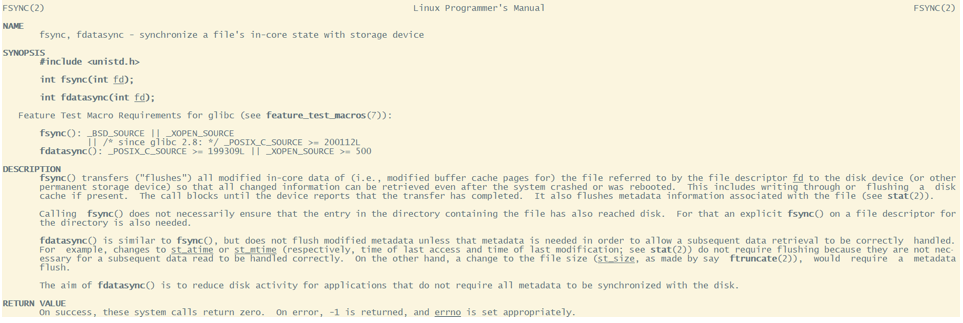 FSYNC(2) Linux Programmer's Manual FSYNC(2)
NAME
fsync, fdatasync - synchronize a file's in-core state with storage device
SYNOPSIS
#include <unistd.h>
int fsync(int fd);
int fdatasync(int fd);
Feature Test Macro Requirements for glibc (see feature_test_macros(7)):
fsync(): _BSD_SOURCE || _XOPEN_SOURCE
|| /* since glibc 2.8: */ _POSIX_C_SOURCE >= 200112L
fdatasync(): _POSIX_C_SOURCE >= 199309L || _XOPEN_SOURCE >= 500
DESCRIPTION
fsync() transfers ("flushes") all modified in-core data of (i.e., modified buffer cache pages for) the file referred to by the file descriptor fd to the disk device (or other
permanent storage device) so that all changed information can be retrieved even after the system crashed or was rebooted. This includes writing through or flushing a disk
cache if present. The call blocks until the device reports that the transfer has completed. It also flushes metadata information associated with the file (see stat(2)).
Calling fsync() does not necessarily ensure that the entry in the directory containing the file has also reached disk. For that an explicit fsync() on a file descriptor for
the directory is also needed.
fdatasync() is similar to fsync(), but does not flush modified metadata unless that metadata is needed in order to allow a subsequent data retrieval to be correctly handled.
For example, changes to st_atime or st_mtime (respectively, time of last access and time of last modification; see stat(2)) do not require flushing because they are not nec-
essary for a subsequent data read to be handled correctly. On the other hand, a change to the file size (st_size, as made by say ftruncate(2)), would require a metadata
flush.
The aim of fdatasync() is to reduce disk activity for applications that do not require all metadata to be synchronized with the disk.
RETURN VALUE
On success, these system calls return zero. On error, -1 is returned, and errno is set appropriately.